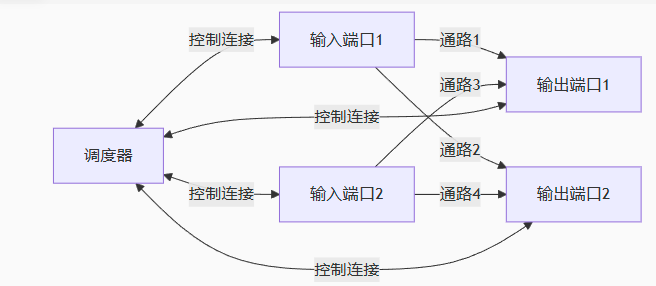 控制连接
输入端口1
通路1
通路3
输出端口1
控制连接
调度器
通路2
控制连接
输入端口2
通路4
输出端口2
控制连接